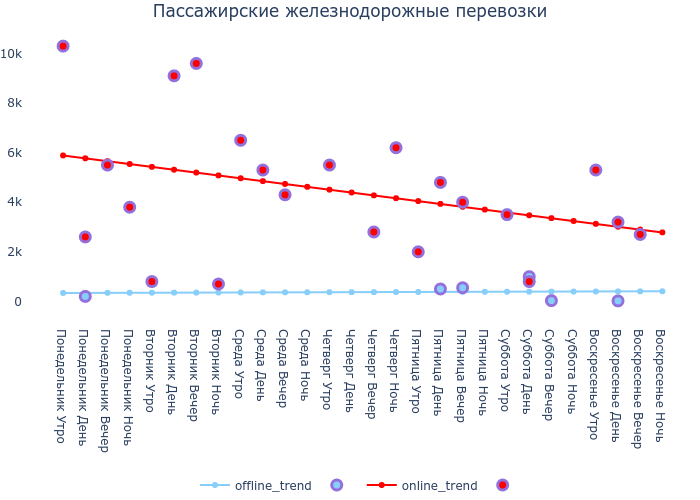 Пассажирские железнодорожные перевозки
10k
8k
6k
4k
2k
0
Понедельник Утро
Понедельник День
Понедельник Вечер
Понедельник Ночь
Вторник Утро
Вторник День
Вторник Вечер
Вторник Ночь
Среда Утро
Среда День
Среда Вечер
Среда Ночь
Четверг Утро
Четверг День
Четверг Вечер
Четверг Ночь
Пятница Утро
Пятница День
Пятница Вечер
Пятница Ночь
Суббота Утро
Суббота День
Суббота Вечер
Суббота Ночь
Воскресенье Утро
Воскресенье День
Воскресенье Вечер
Воскресенье Ночь
offline_trend
online_trend